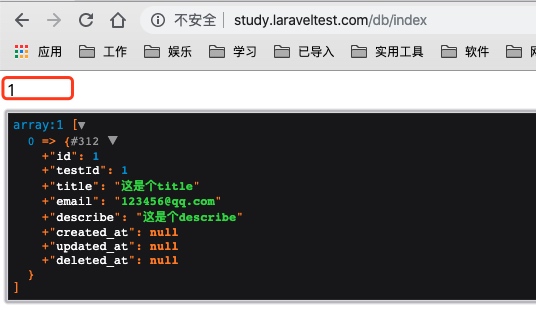 不安全 | study.laraveltest.com/db/index
应用 工作 娱乐 学习 已导入 实用工具 软件
1
array:1 [▼
0 => {#312 ▼
+"id": 1
+"testId": 1
+"title": "这是个title"
+"email": "123456@qq.com"
+"describe": "这是个describe"
+"created_at": null
+"updated_at": null
+"deleted_at": null
}
]